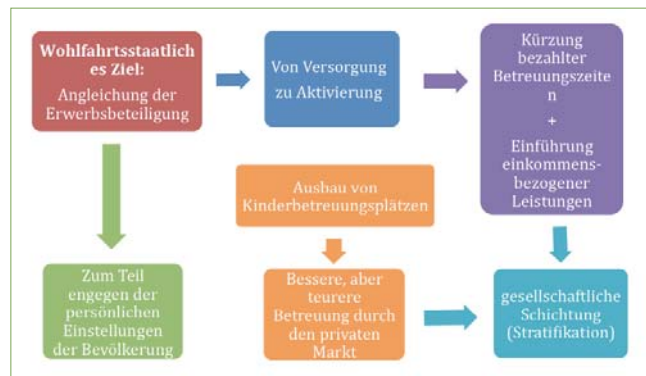 Wohlfahrtsstaatlich
es Ziel:
Angleichung der
Erwerbsbeteiligung
Von Versorgung
zu Aktivierung
Kürzung
bezahlter
Betreuungszeite
n
+
Einführung
einkommens-
bezogener
Leistungen
Ausbau von
Kinderbetreuungsplätzen
Zum Teil
engegen der
persönlichen
Einstellungen
der Bevölkerung
Bessere, aber
teurere
Betreuung durch
den privaten
Markt
gesellschaftliche
Schichtung
(Stratifikation)